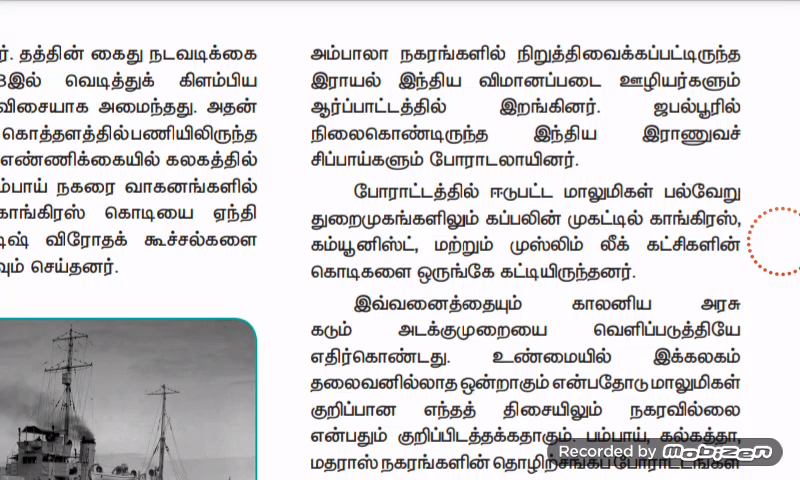 ர். தத்தின் கைது நடவடிக்கை
8இல் வெடித்துக் கிளம்பிய
விசையாக அமைந்தது. அதன்
கொத்தளத்தில் பணியிலிருந்த
எண்ணிக்கையில் கலகத்தில்
ம்பாய் நகரை வாகனங்களில்
காங்கிரஸ் கொடியை ஏந்தி
டிஷ் விரோதக் கூச்சல்களை
வும் செய்தனர்.
அம்பாலா நகரங்களில் நிறுத்திவைக்கப்பட்டிருந்த
இராயல் இந்திய விமானப்படை ஊழியர்களும்
ஆர்ப்பாட்டத்தில் இறங்கினர். ஜபல்பூரில்
நிலைகொண்டிருந்த இந்திய இராணுவச்
சிப்பாய்களும் போராடலாயினர்.
போராட்டத்தில் ஈடுபட்ட மாலுமிகள் பல்வேறு
துறைமுகங்களிலும் கப்பலின் முகட்டில் காங்கிரஸ்,
கம்யூனிஸ்ட், மற்றும் முஸ்லிம் லீக் கட்சிகளின்
கொடிகளை ஒருங்கே கட்டியிருந்தனர்.
இவ்வனைத்தையும் காலனிய அரசு
கடும் அடக்குமுறையை வெளிப்படுத்தியே
எதிர்கொண்டது. உண்மையில் இக்கலகம்
தலைவனில்லாத ஒன்றாகும் என்பதோடு மாலுமிகள்
குறிப்பான எந்தத் திசையிலும் நகரவில்லை
என்பதும் குறிப்பிடத்தக்கதாகும். பம்பாய், கல்கத்தா,
மதராஸ் நகரங்களின் தொழிற்சங்கப் போராட்டங்கள்
Recorded by mobizen